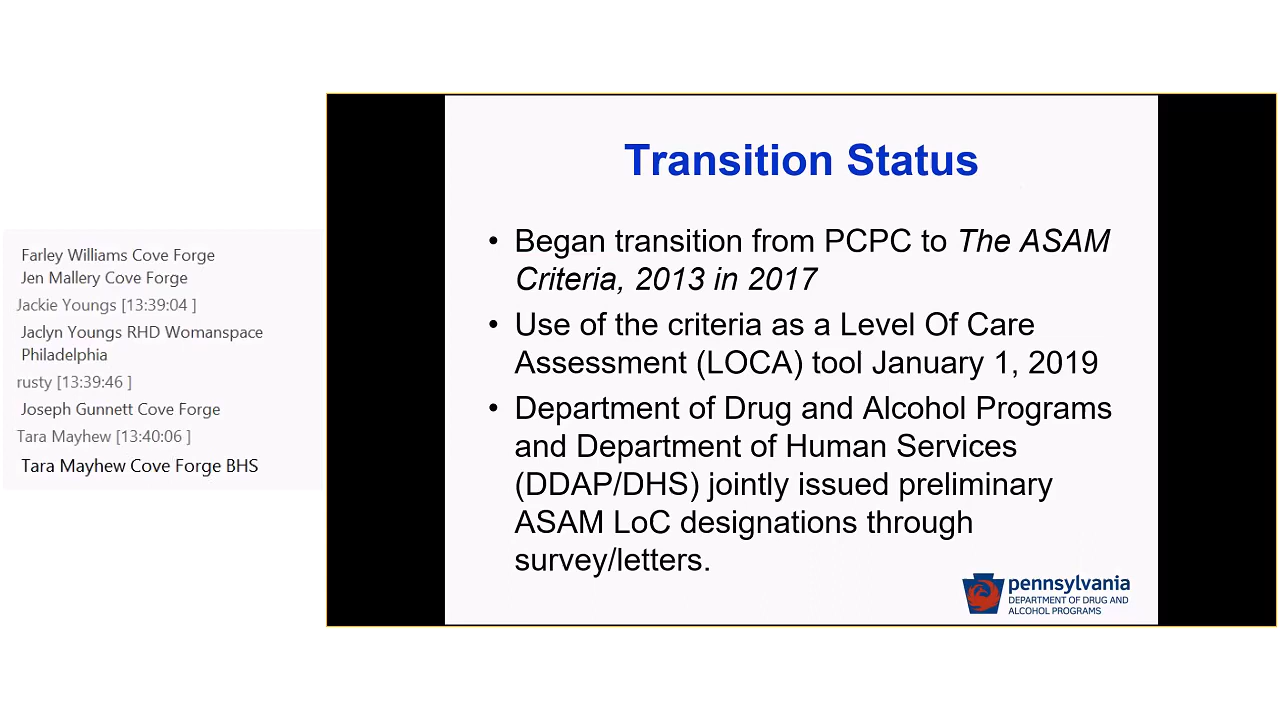 Farley Williams Cove Forge
Jen Mallery Cove Forge
Jackie Youngs [13:39:04 ]
Jaclyn Youngs RHD Womanspace
Philadelphia
rusty [13:39:46 ]
Joseph Gunnett Cove Forge
Tara Mayhew [13:40:06 ]
Tara Mayhew Cove Forge BHS
Transition Status
• Began transition from PCPC to The ASAM
Criteria, 2013 in 2017
• Use of the criteria as a Level Of Care
Assessment (LOCA) tool January 1, 2019
• Department of Drug and Alcohol Programs
and Department of Human Services
(DDAP/DHS) jointly issued preliminary
ASAM LoC designations through
survey/letters.
pennsylvania
DEPARTMENT OF DRUG AND
ALCOHOL PROGRAMS